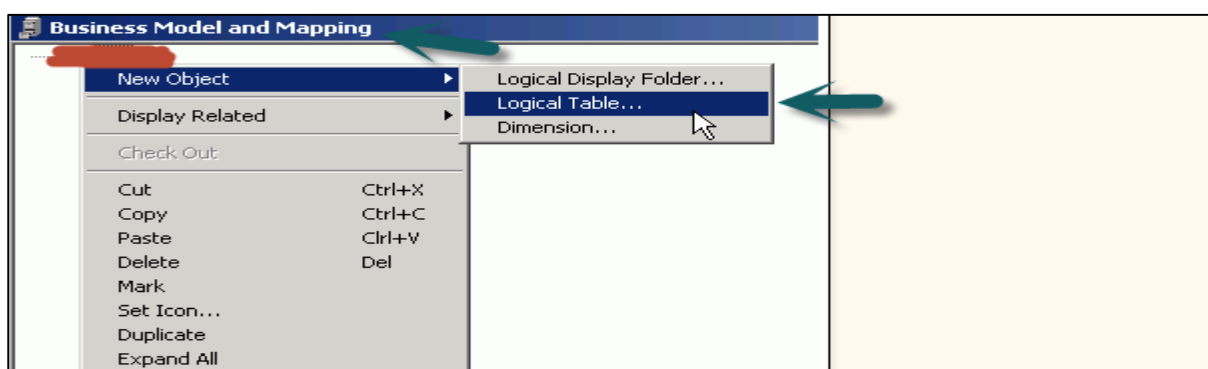 Business Model and Mapping
New Object
Logical Display Folder...
Logical Table...
Dimension...
Display Related
Check Out
Cut Ctrl+X
Copy Ctrl+C
Paste Clrl+V
Delete Del
Mark
Set Icon...
Duplicate
Expand All